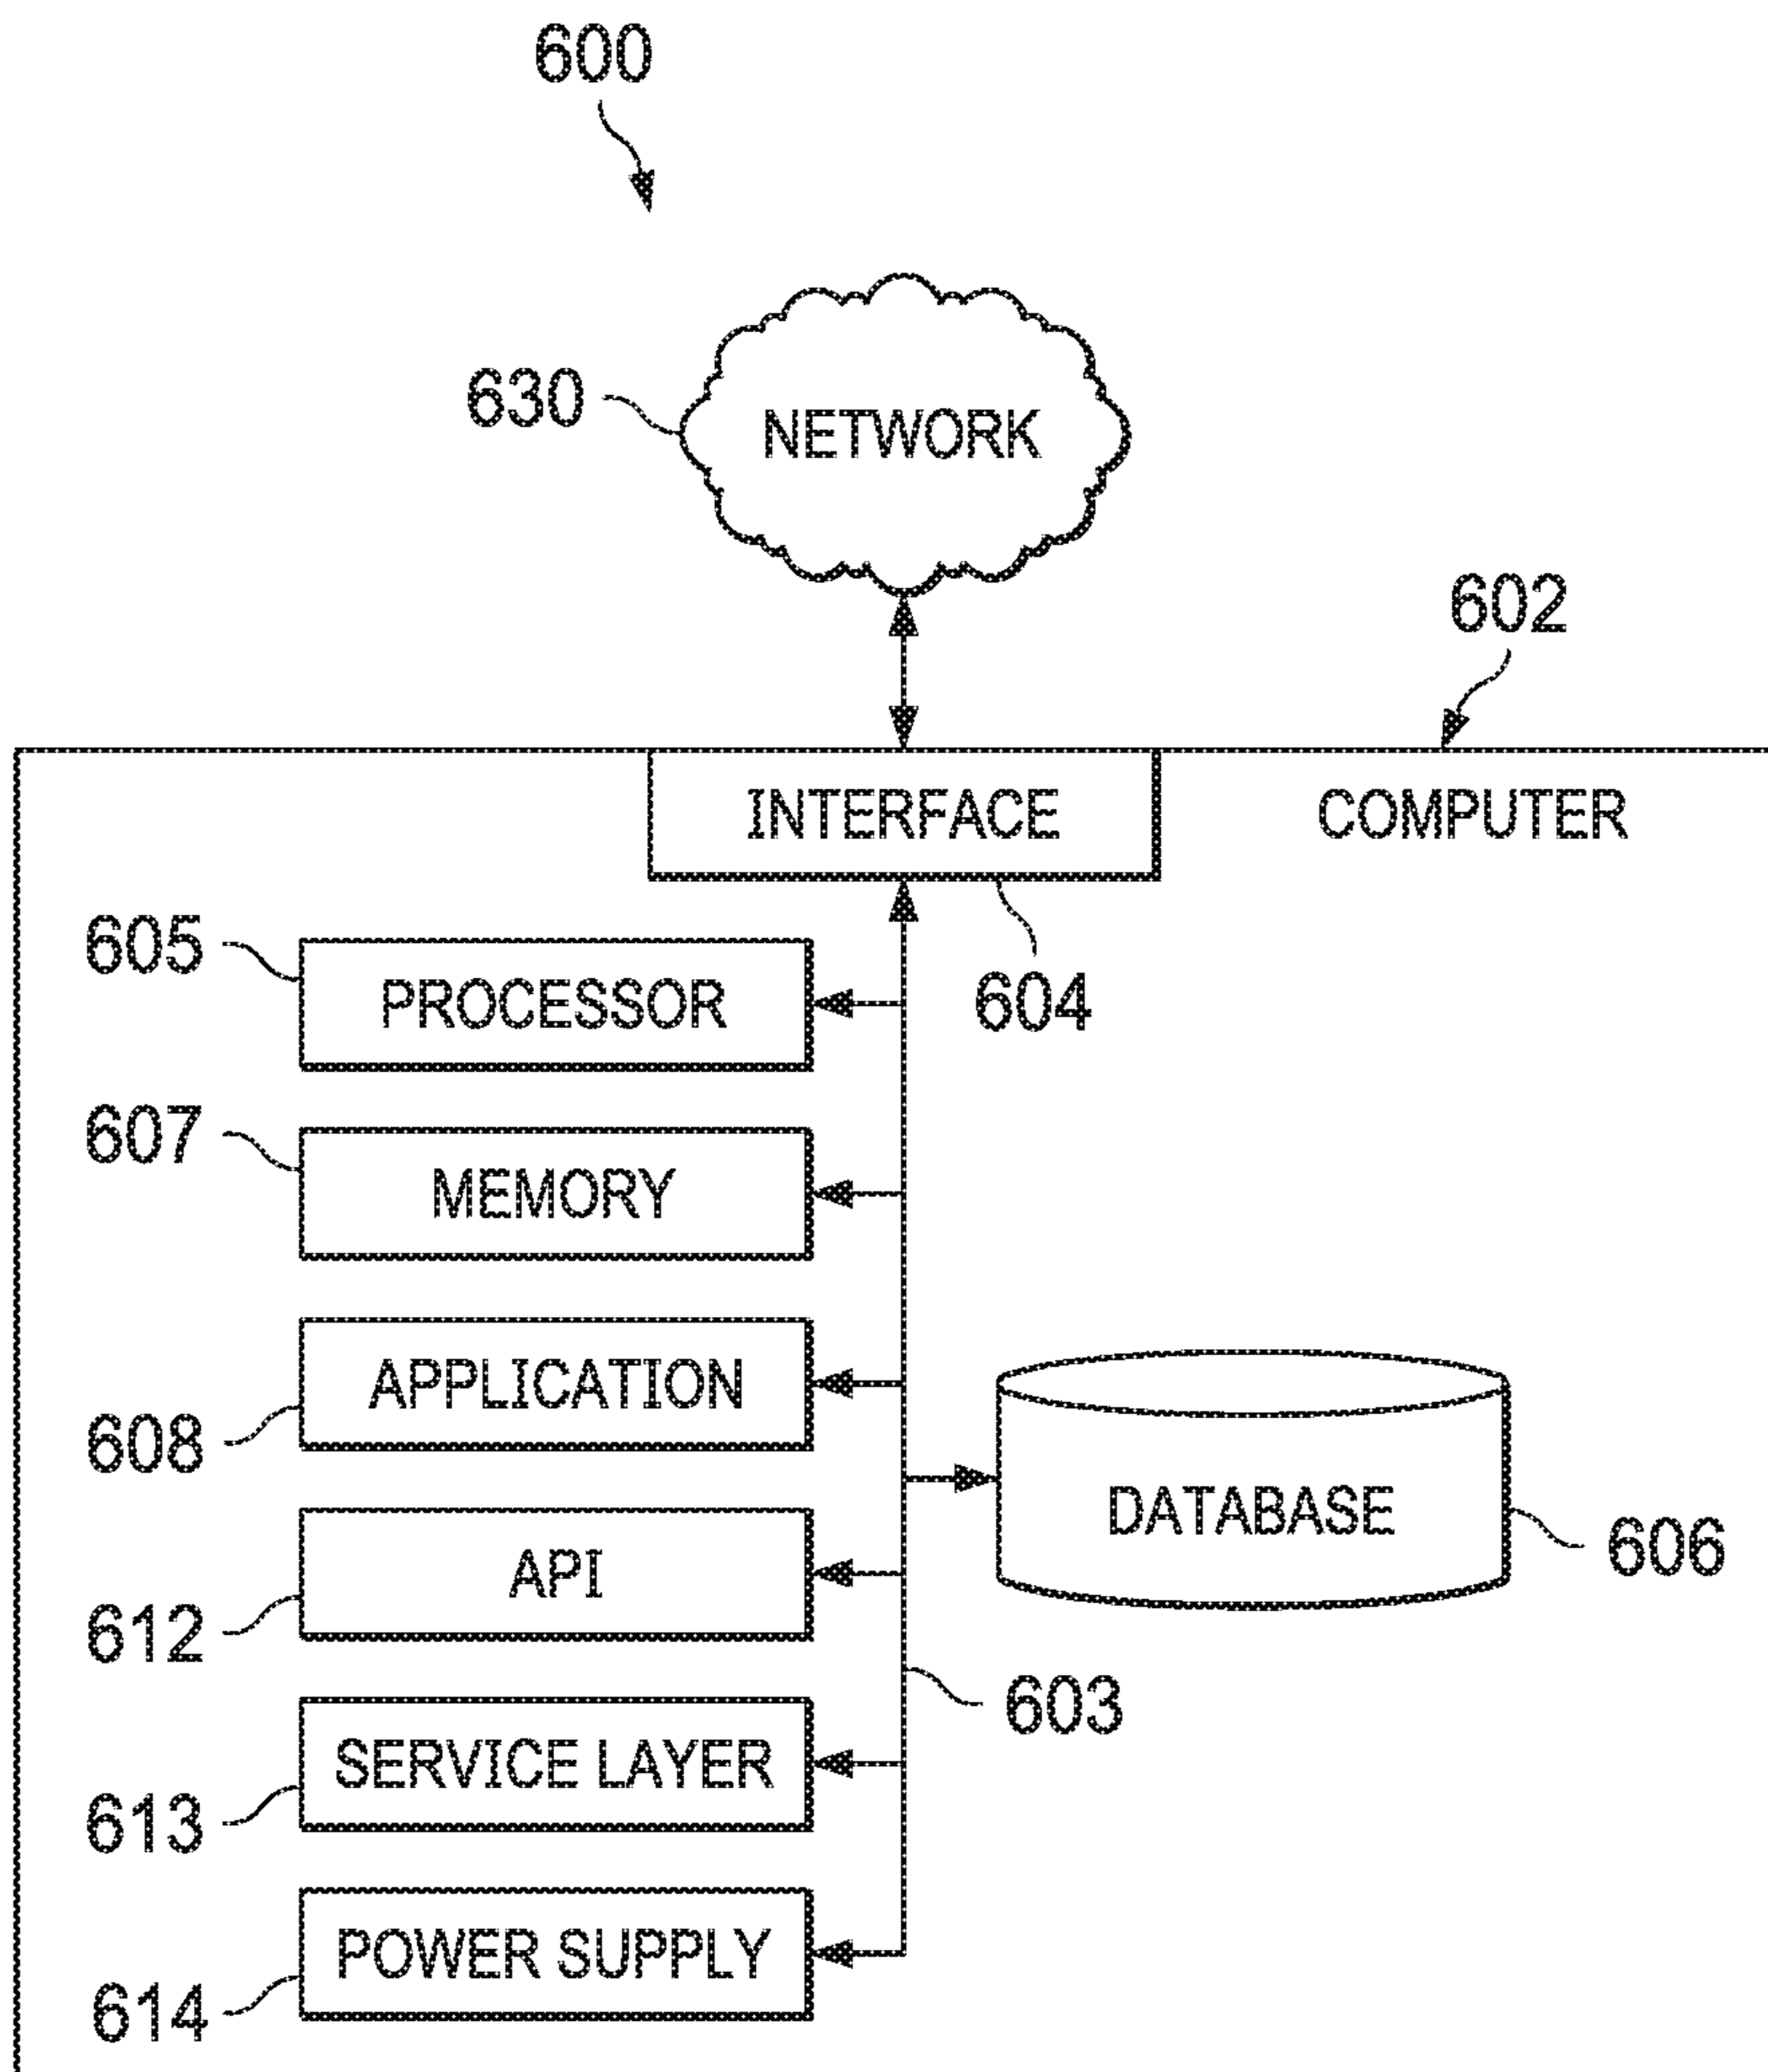 600
630
NETWORK
602
INTERFACE
COMPUTER
605
PROCESSOR
604
607
MEMORY
APPLICATION
608
DATABASE
606
API
612
603
SERVICE LAYER
613
POWER SUPPLY
614